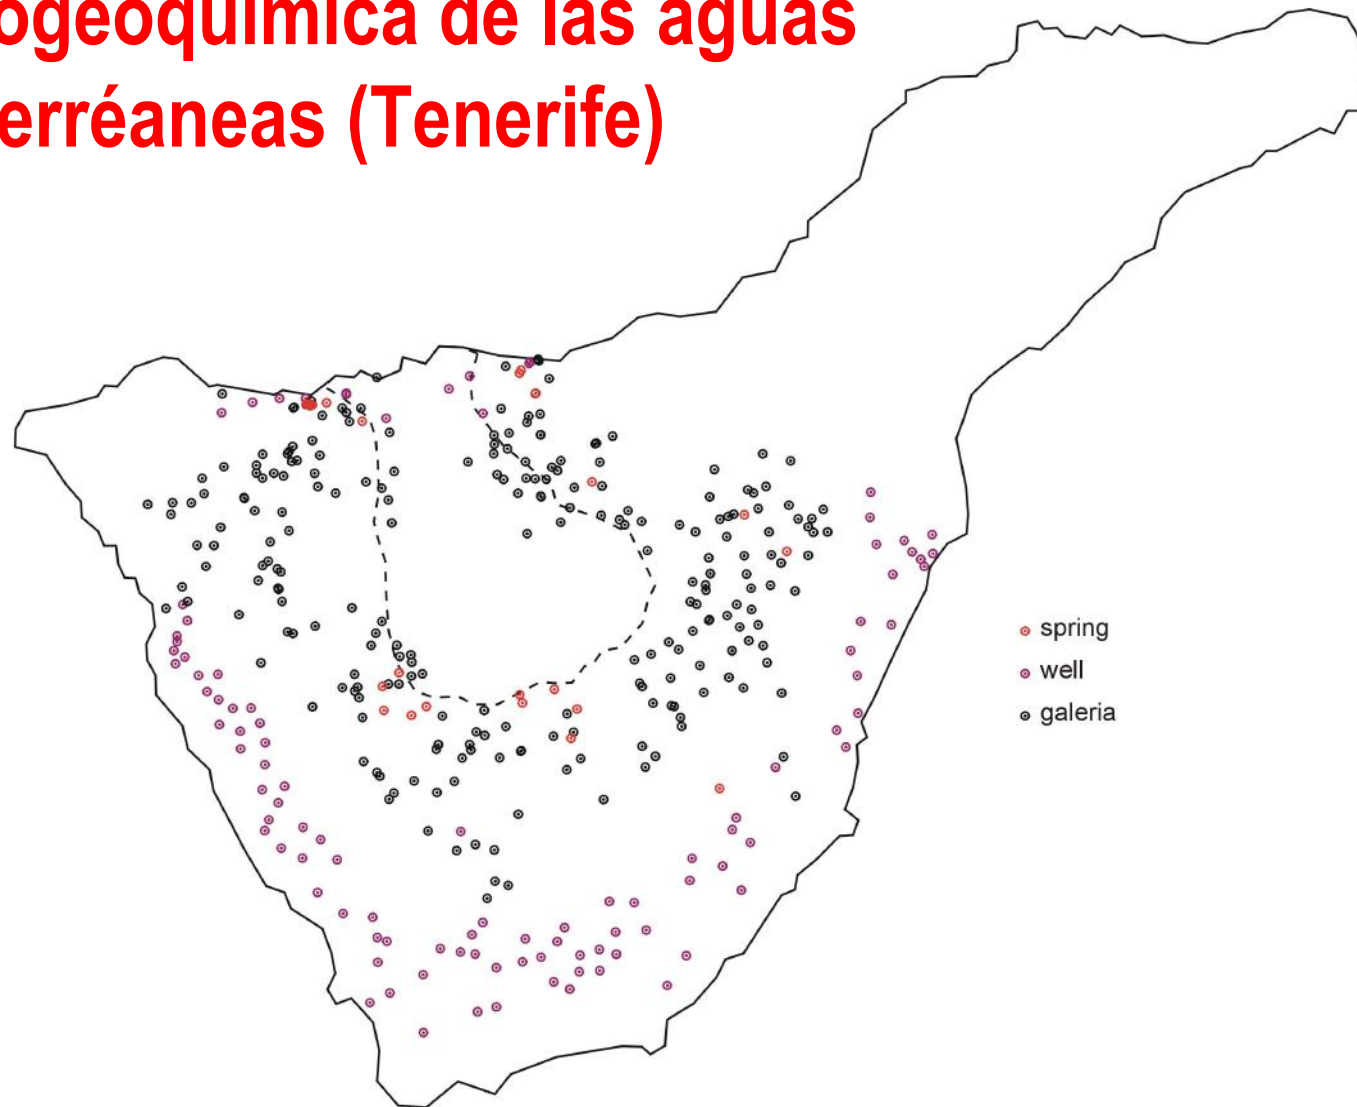 ogeoquímica de las aguas
erréaneas (Tenerife)
spring
well
galeria